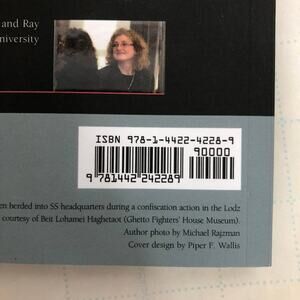 and Ray
niversity
ISBN 978-1-4422-4228-9
90000
9 781442 242289
en herded into SS headquarters during a confiscation action in the Lodz
courtesy of Beit Lohamei Haghetaot (Ghetto Fighters' House Museum).
Author photo by Michael Rajzman
Cover design by Piper F. Wallis